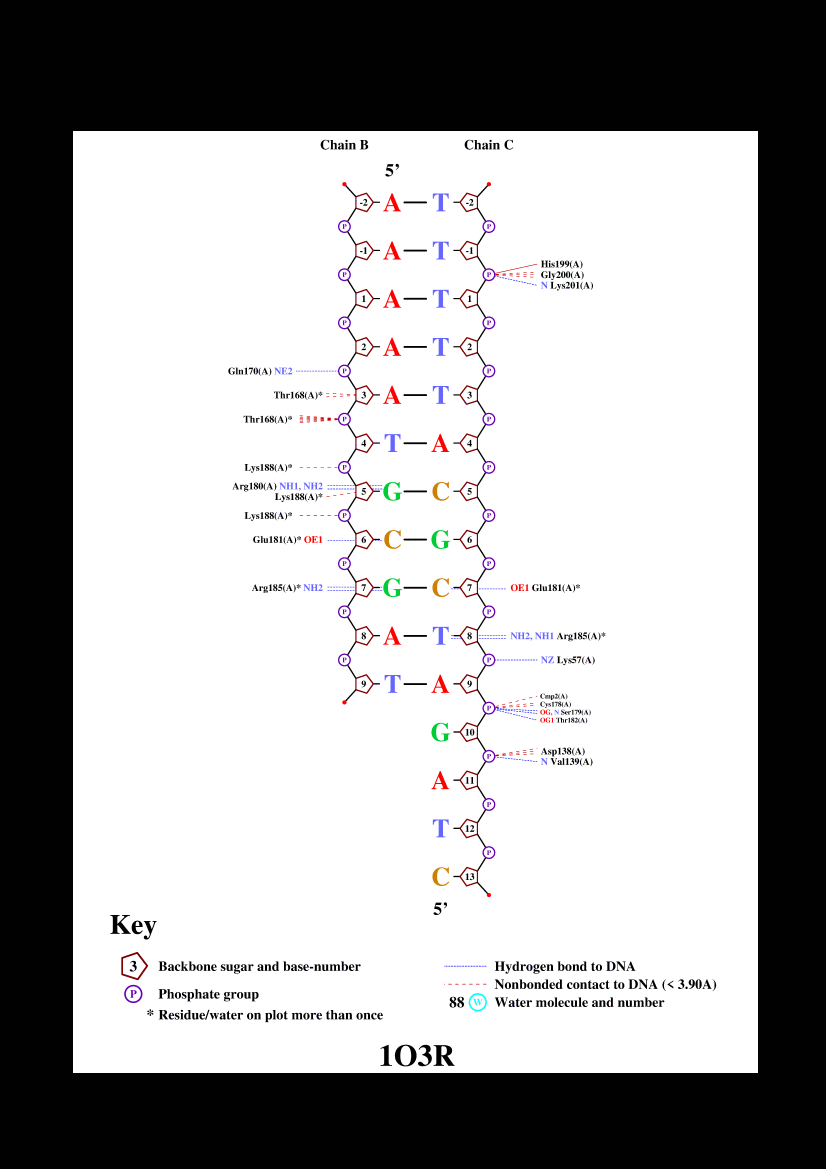 Chain B Chain C
5’
-2 A T -2
P P
-1 A T -1
His199(A)
P P Gly200(A)
N Lys201(A)
1 A T 1
P P
2 A T 2
Gln170(A) NE2 P P
Thr168(A)* 3 A T 3
Thr168(A)* P P
4 T A 4
Lys188(A)* P P
Arg180(A) NH1, NH2
5 G C 5
Lys188(A)*
Lys188(A)* P P
Glu181(A)* OE1 6 C G 6
P P
Arg185(A)* NH2 7 G C 7 OE1 Glu181(A)*
P P
8 A T 8 NH2, NH1 Arg185(A)*
P P NZ Lys57(A)
9 T A 9
Cmp2(A)
Cys178(A)
P
OG, N Ser179(A)
OG1 Thr182(A)
G 10
Asp138(A)
P
N Val139(A)
A 11
P
T 12
P
C 13
5’
Key
3 Backbone sugar and base-number
P Phosphate group
* Residue/water on plot more than once
Hydrogen bond to DNA
Nonbonded contact to DNA (< 3.90A)
88 W Water molecule and number
1O3R